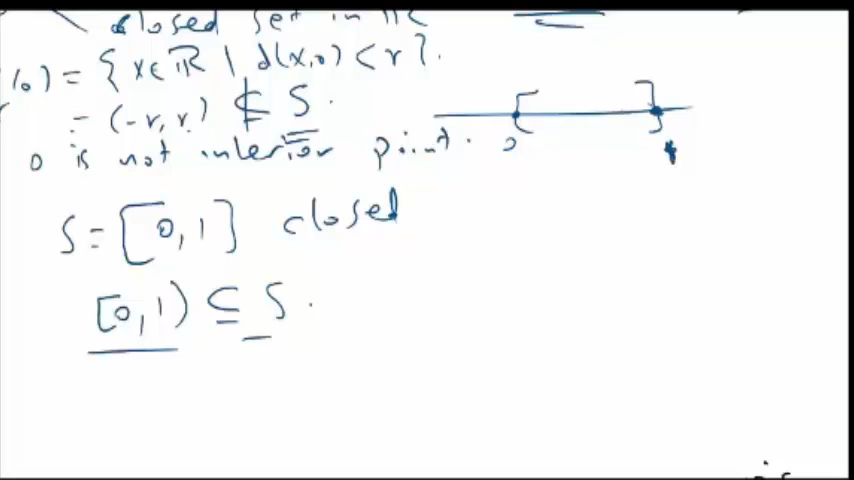 closed set in ℝ
= { x∈ℝ | d(x,0) < r }.
= (-r, r) ⊈ S.
0 is not interior point.
0
S = [0,1] closed
[0,1) ⊆ S.